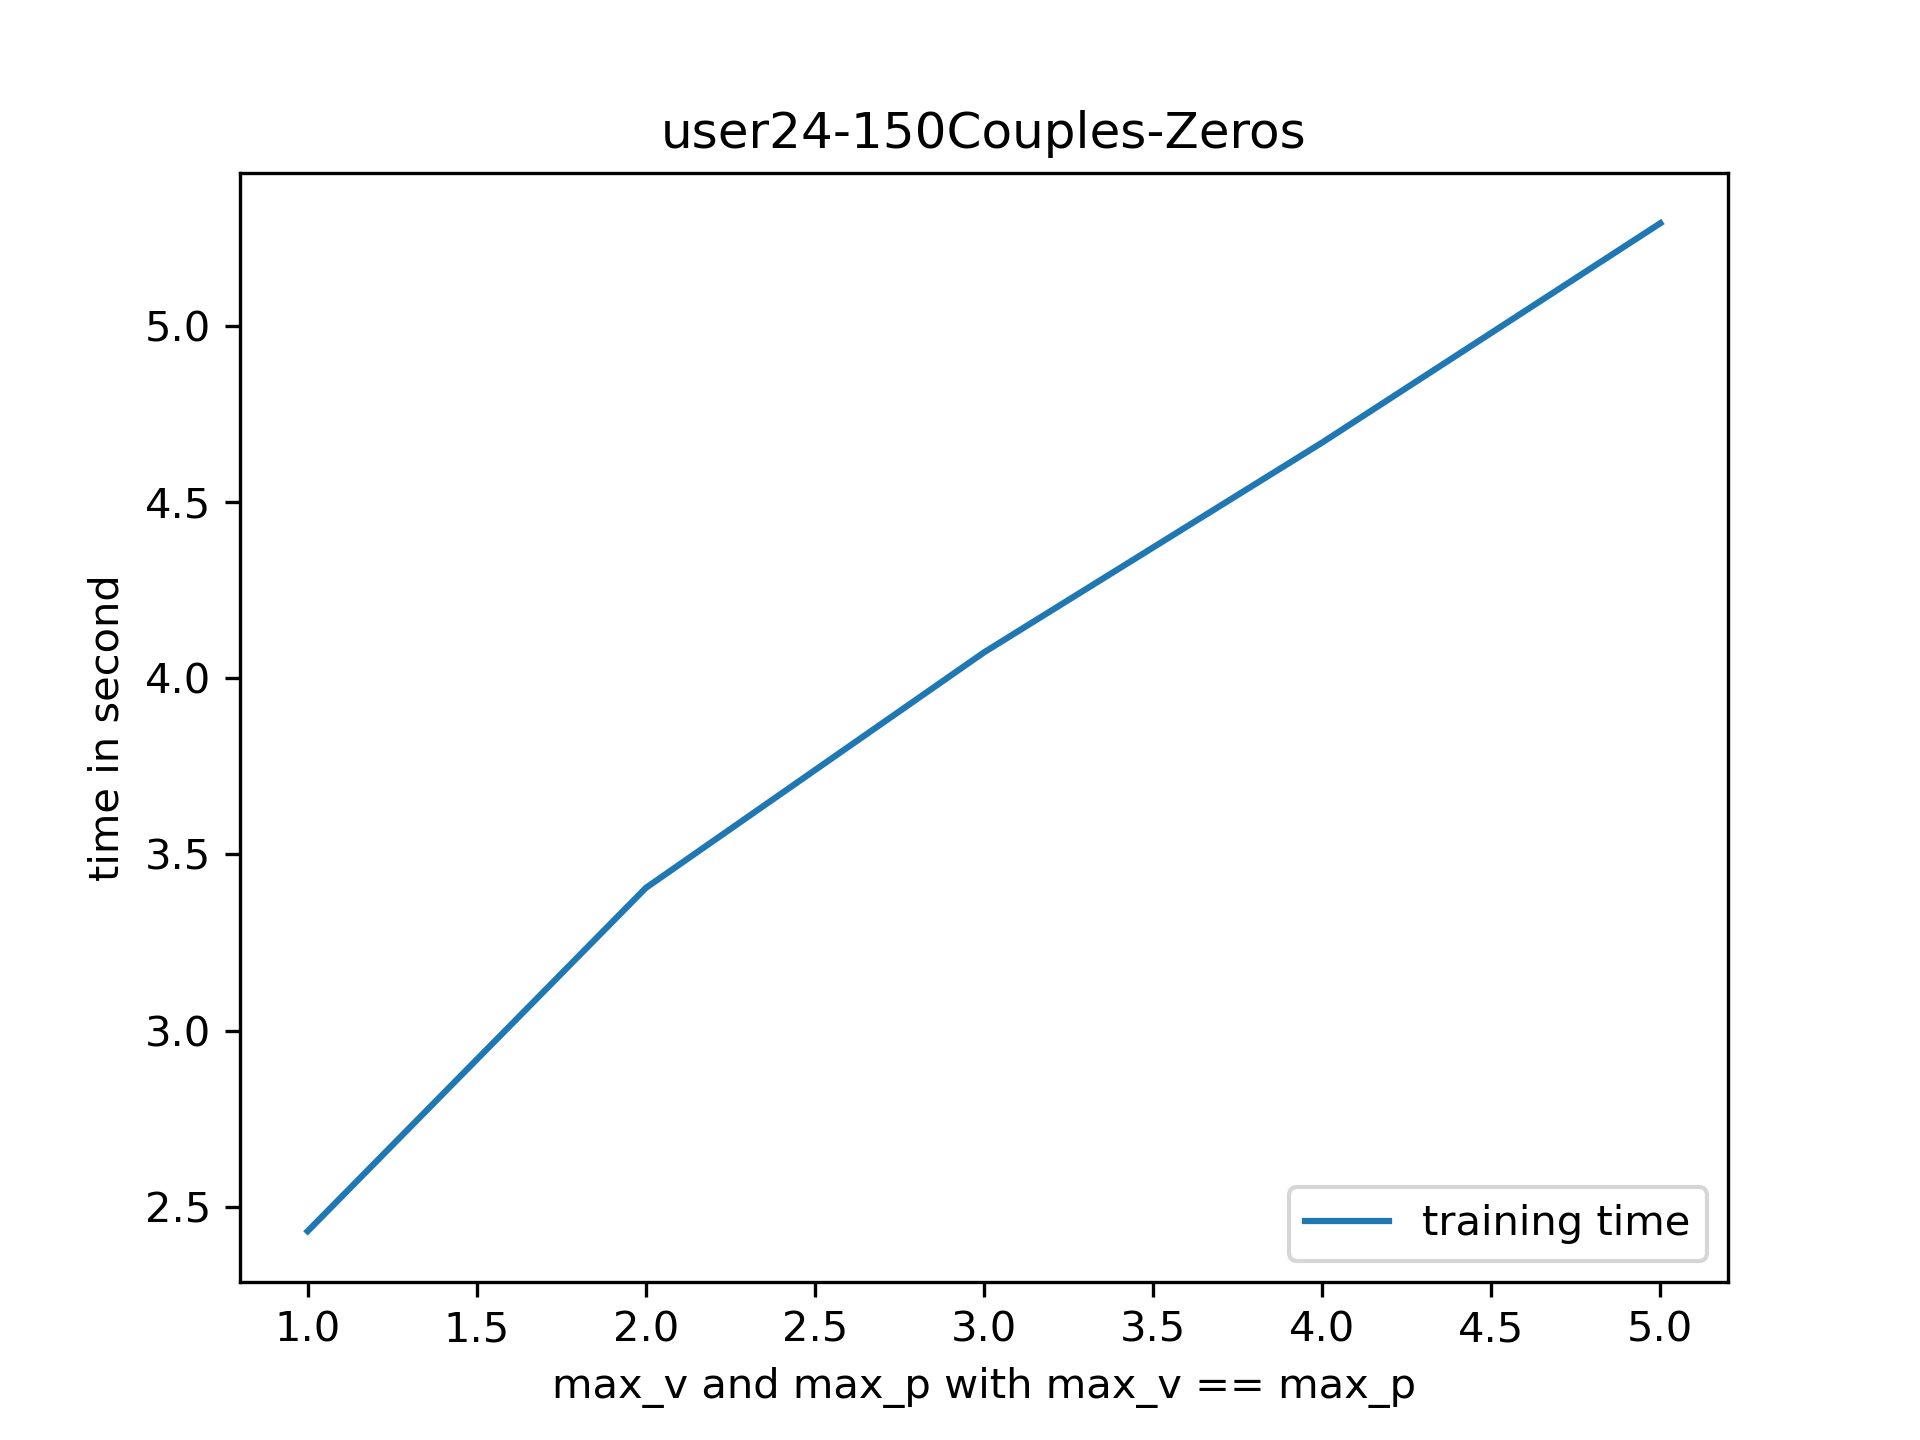 user24-150Couples-Zeros
time in second
5.0
4.5
4.0
3.5
3.0
2.5
training time
1.0 1.5 2.0 2.5 3.0 3.5 4.0 4.5 5.0
max_v and max_p with max_v == max_p